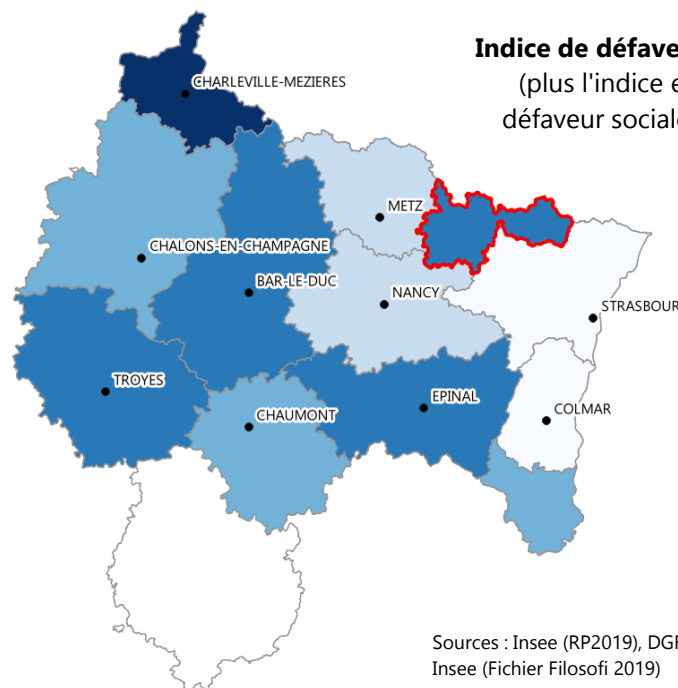 Indice de défave
(plus l'indice e
défaveur sociale
CHARLEVILLE-MEZIERES
METZ
CHALONS-EN-CHAMPAGNE
BAR-LE-DUC
NANCY
STRASBOUR
TROYES
EPINAL
CHAUMONT
COLMAR
Sources : Insee (RP2019), DGF
Insee (Fichier Filosofi 2019)